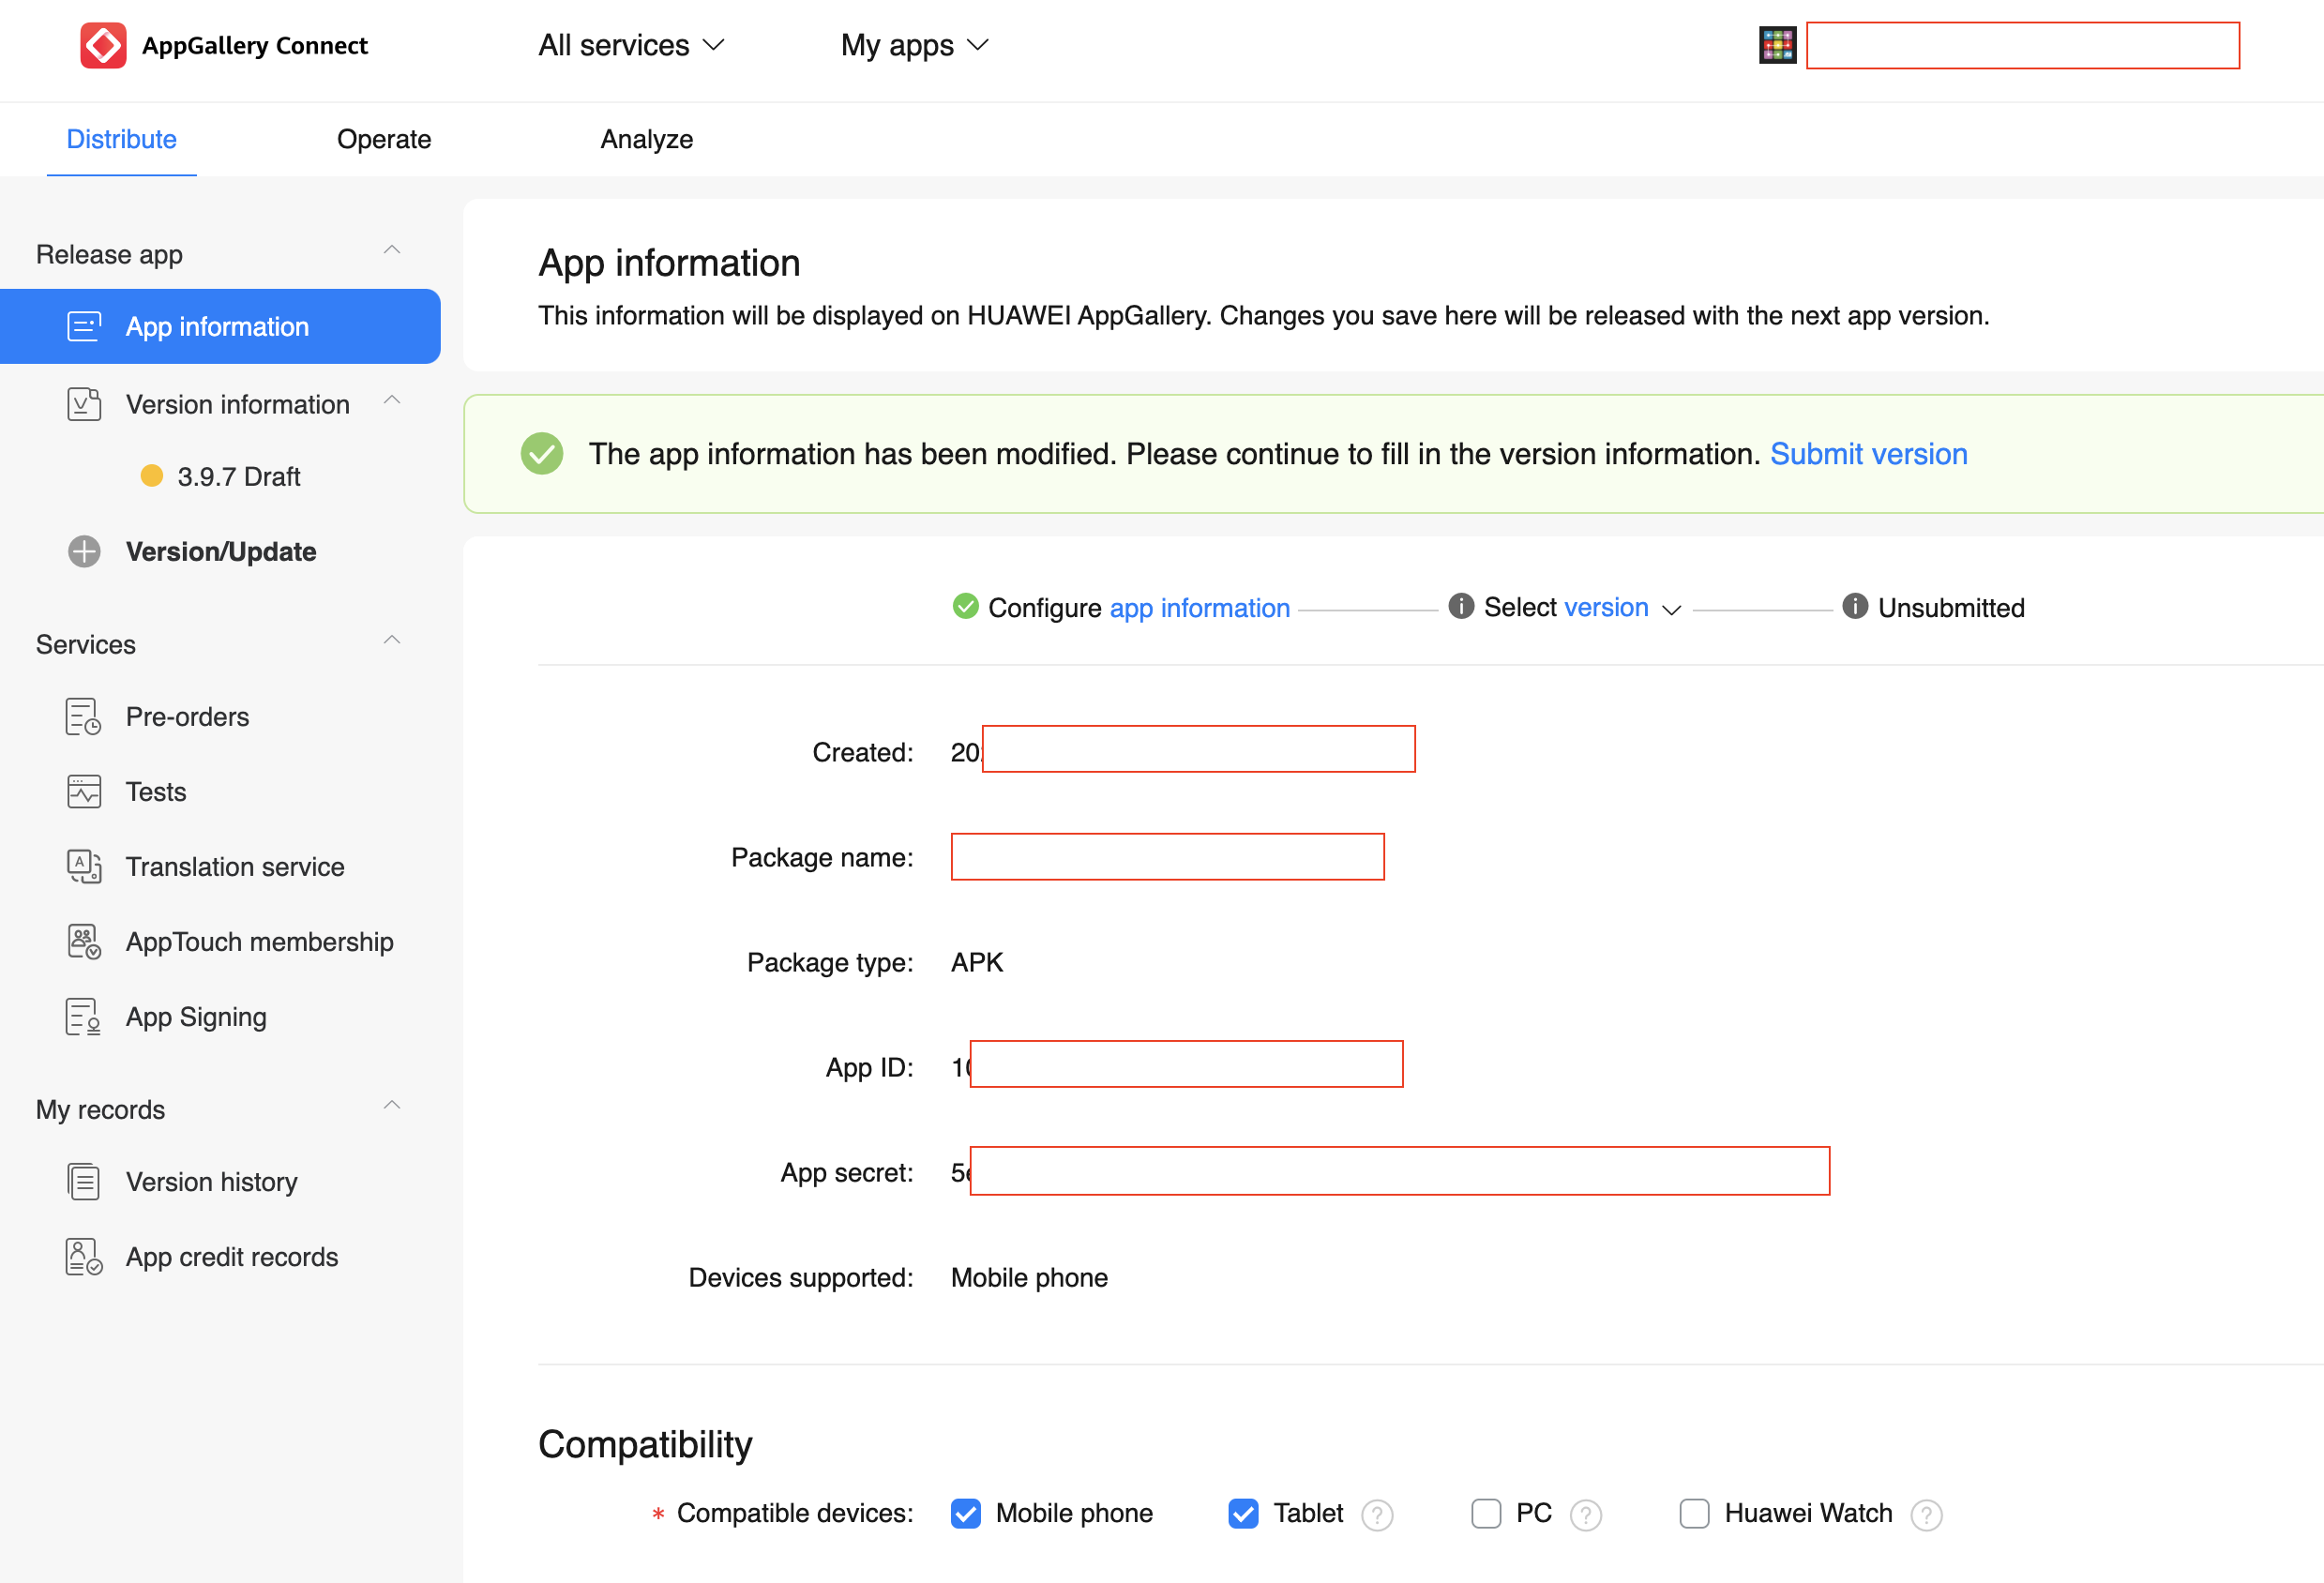 AppGallery Connect
All services
My apps
Distribute
Operate
Analyze
Release app
App information
Version information
3.9.7 Draft
Version/Update
Services
Pre-orders
Tests
Translation service
AppTouch membership
App Signing
My records
Version history
App credit records
App information
This information will be displayed on HUAWEI AppGallery. Changes you save here will be released with the next app version.
The app information has been modified. Please continue to fill in the version information. Submit version
Configure app information
Select version
Unsubmitted
Created: 20
Package name:
Package type: APK
App ID: 1
App secret: 5
Devices supported: Mobile phone
Compatibility
* Compatible devices: Mobile phone Tablet ? PC ? Huawei Watch ?